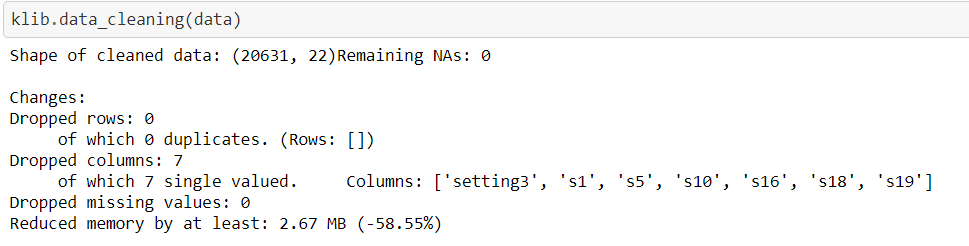 klib.data_cleaning(data)
Shape of cleaned data: (20631, 22)Remaining NAs: 0
Changes:
Dropped rows: 0
of which 0 duplicates. (Rows: [])
Dropped columns: 7
of which 7 single valued.     Columns: ['setting3', 's1', 's5', 's10', 's16', 's18', 's19']
Dropped missing values: 0
Reduced memory by at least: 2.67 MB (-58.55%)